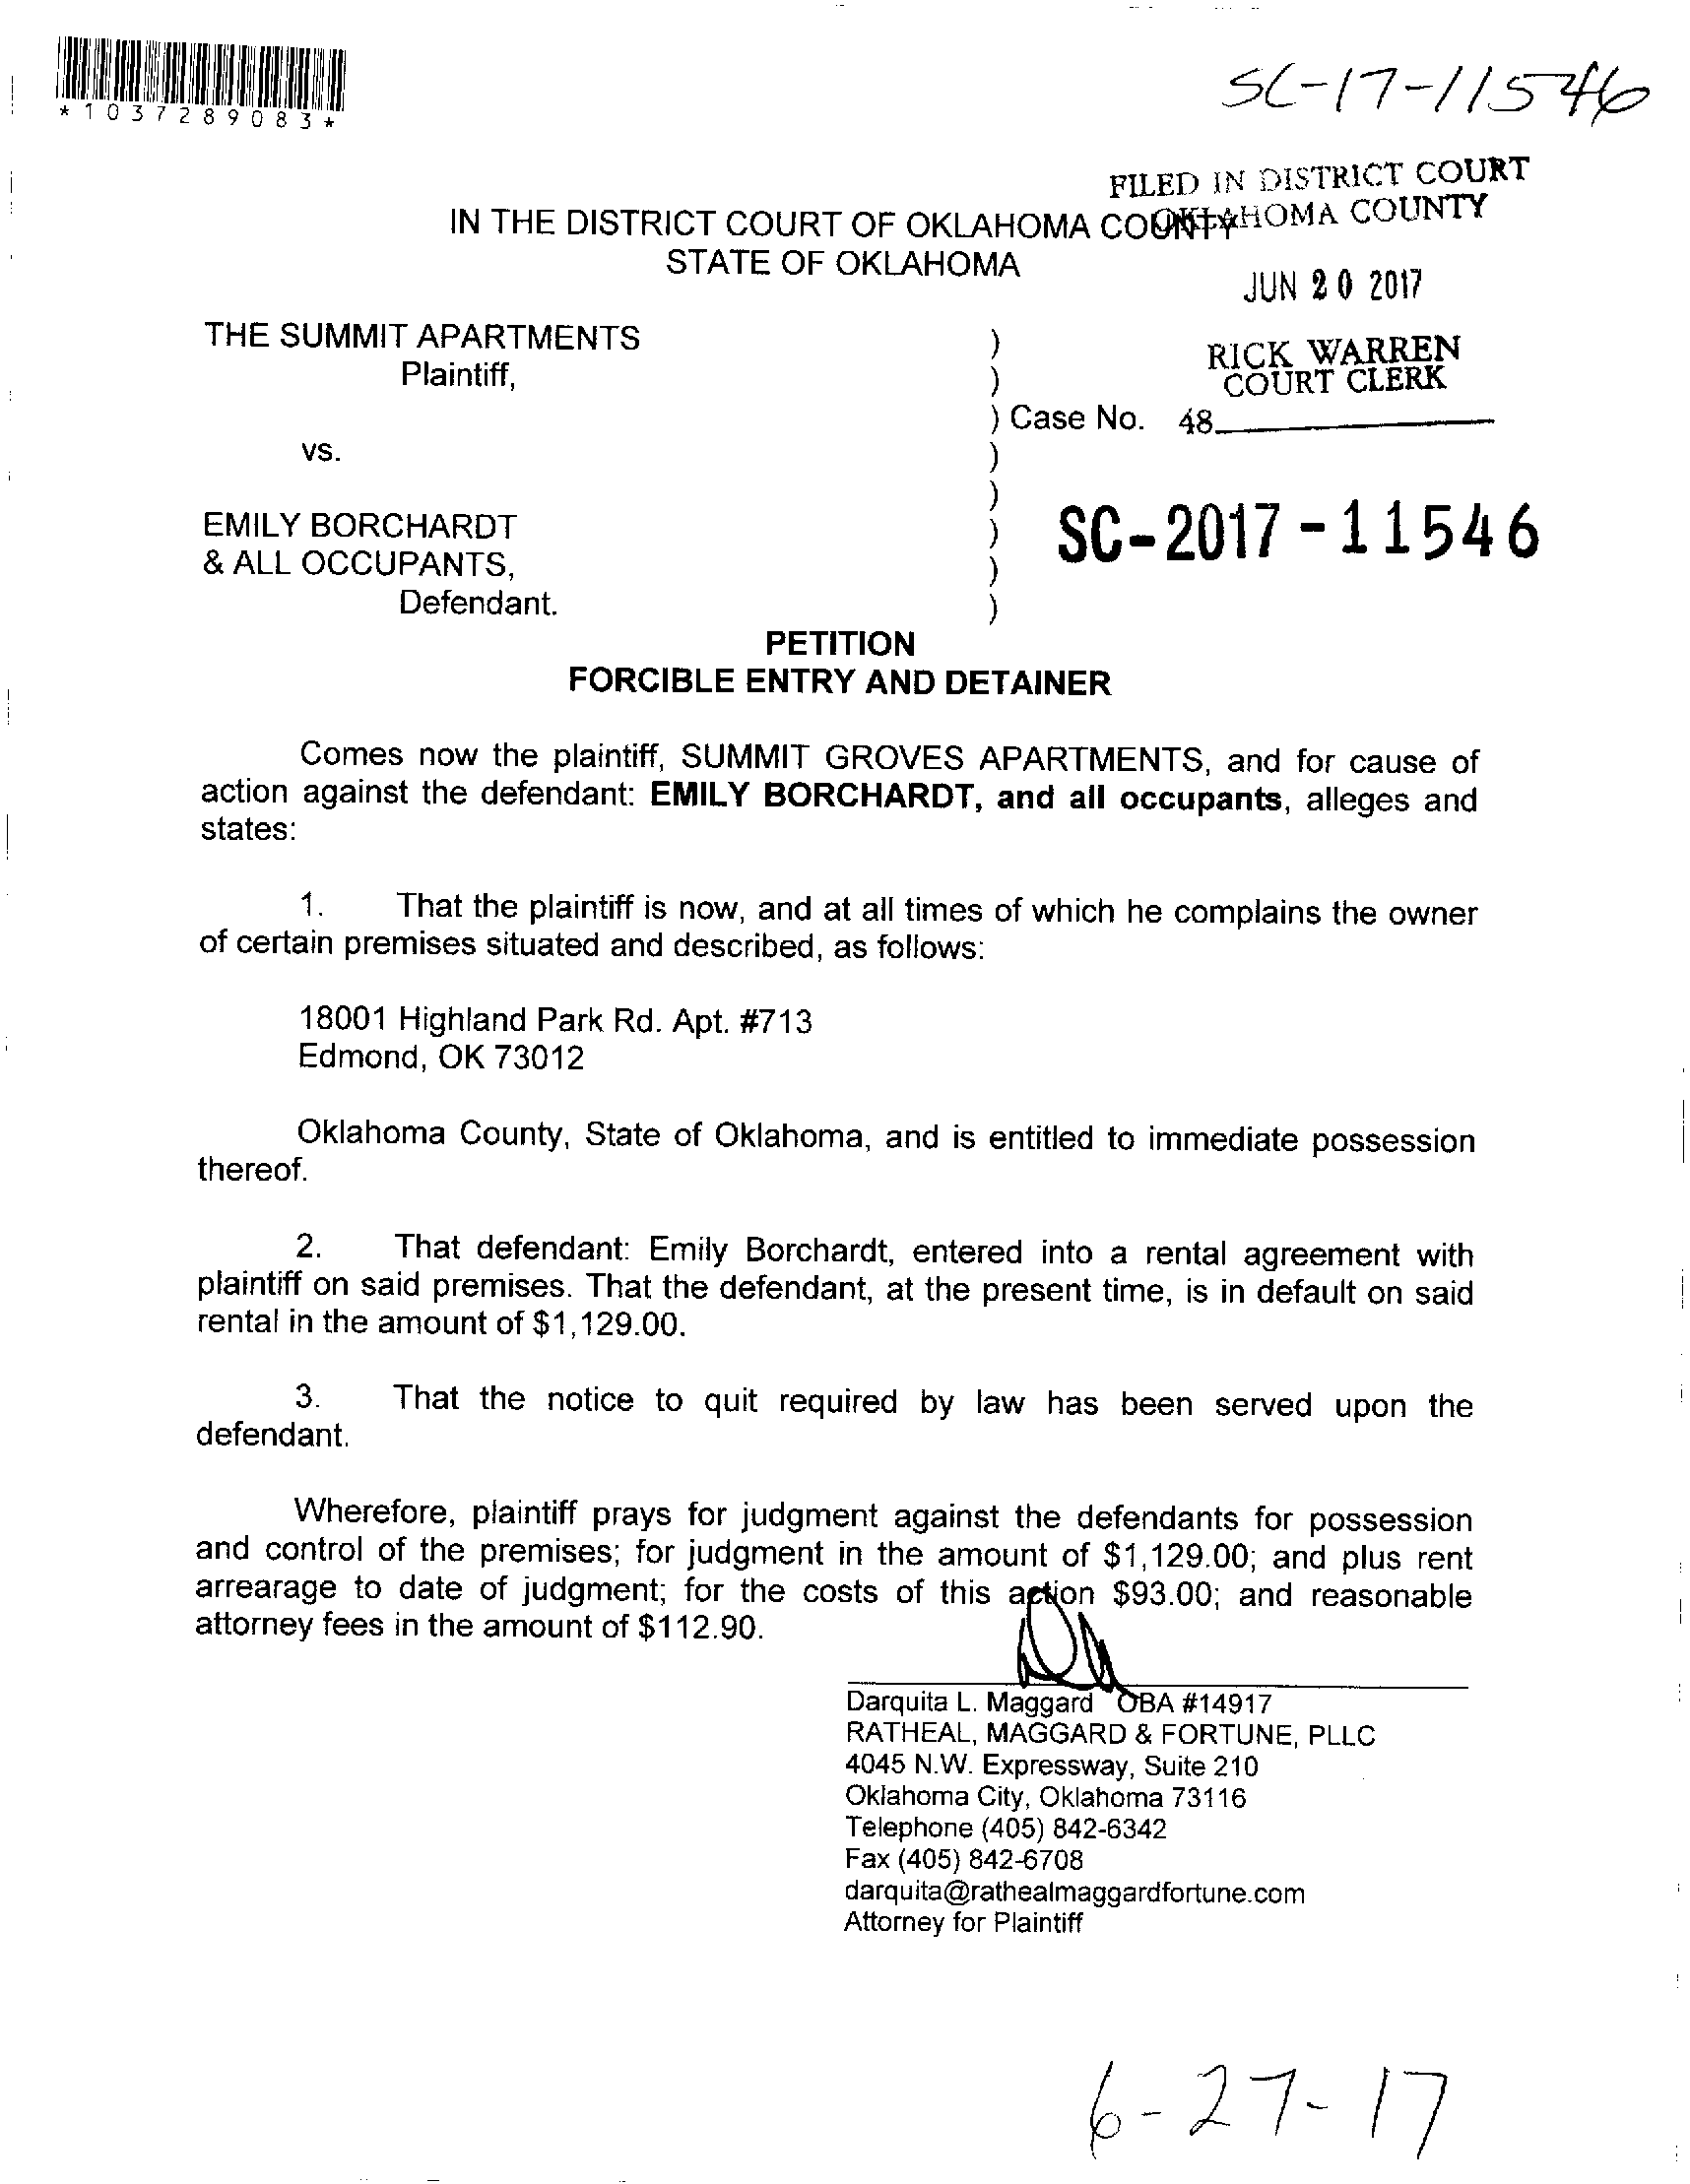 *1037289083*
SC-17-11546
FILED IN DISTRICT COURT
OKLAHOMA COUNTY
IN THE DISTRICT COURT OF OKLAHOMA COUNTY
STATE OF OKLAHOMA
JUN 20 2017
THE SUMMIT APARTMENTS )
Plaintiff, )
RICK WARREN
COURT CLERK
) Case No. 48
vs. )
)
EMILY BORCHARDT )
SC-2017-11546
& ALL OCCUPANTS, )
Defendant. )
PETITION
FORCIBLE ENTRY AND DETAINER
Comes now the plaintiff, SUMMIT GROVES APARTMENTS, and for cause of
action against the defendant: EMILY BORCHARDT, and all occupants, alleges and
states:
1. That the plaintiff is now, and at all times of which he complains the owner
of certain premises situated and described, as follows:
18001 Highland Park Rd. Apt. #713
Edmond, OK 73012
Oklahoma County, State of Oklahoma, and is entitled to immediate possession
thereof.
2. That defendant: Emily Borchardt, entered into a rental agreement with
plaintiff on said premises. That the defendant, at the present time, is in default on said
rental in the amount of $1,129.00.
3. That the notice to quit required by law has been served upon the
defendant.
Wherefore, plaintiff prays for judgment against the defendants for possession
and control of the premises; for judgment in the amount of $1,129.00; and plus rent
arrearage to date of judgment; for the costs of this action $93.00; and reasonable
attorney fees in the amount of $112.90.
Darquita L. Maggard OBA #14917
RATHEAL, MAGGARD & FORTUNE, PLLC
4045 N.W. Expressway, Suite 210
Oklahoma City, Oklahoma 73116
Telephone (405) 842-6342
Fax (405) 842-6708
darquita@rathealmaggardfortune.com
Attorney for Plaintiff
6-27-17